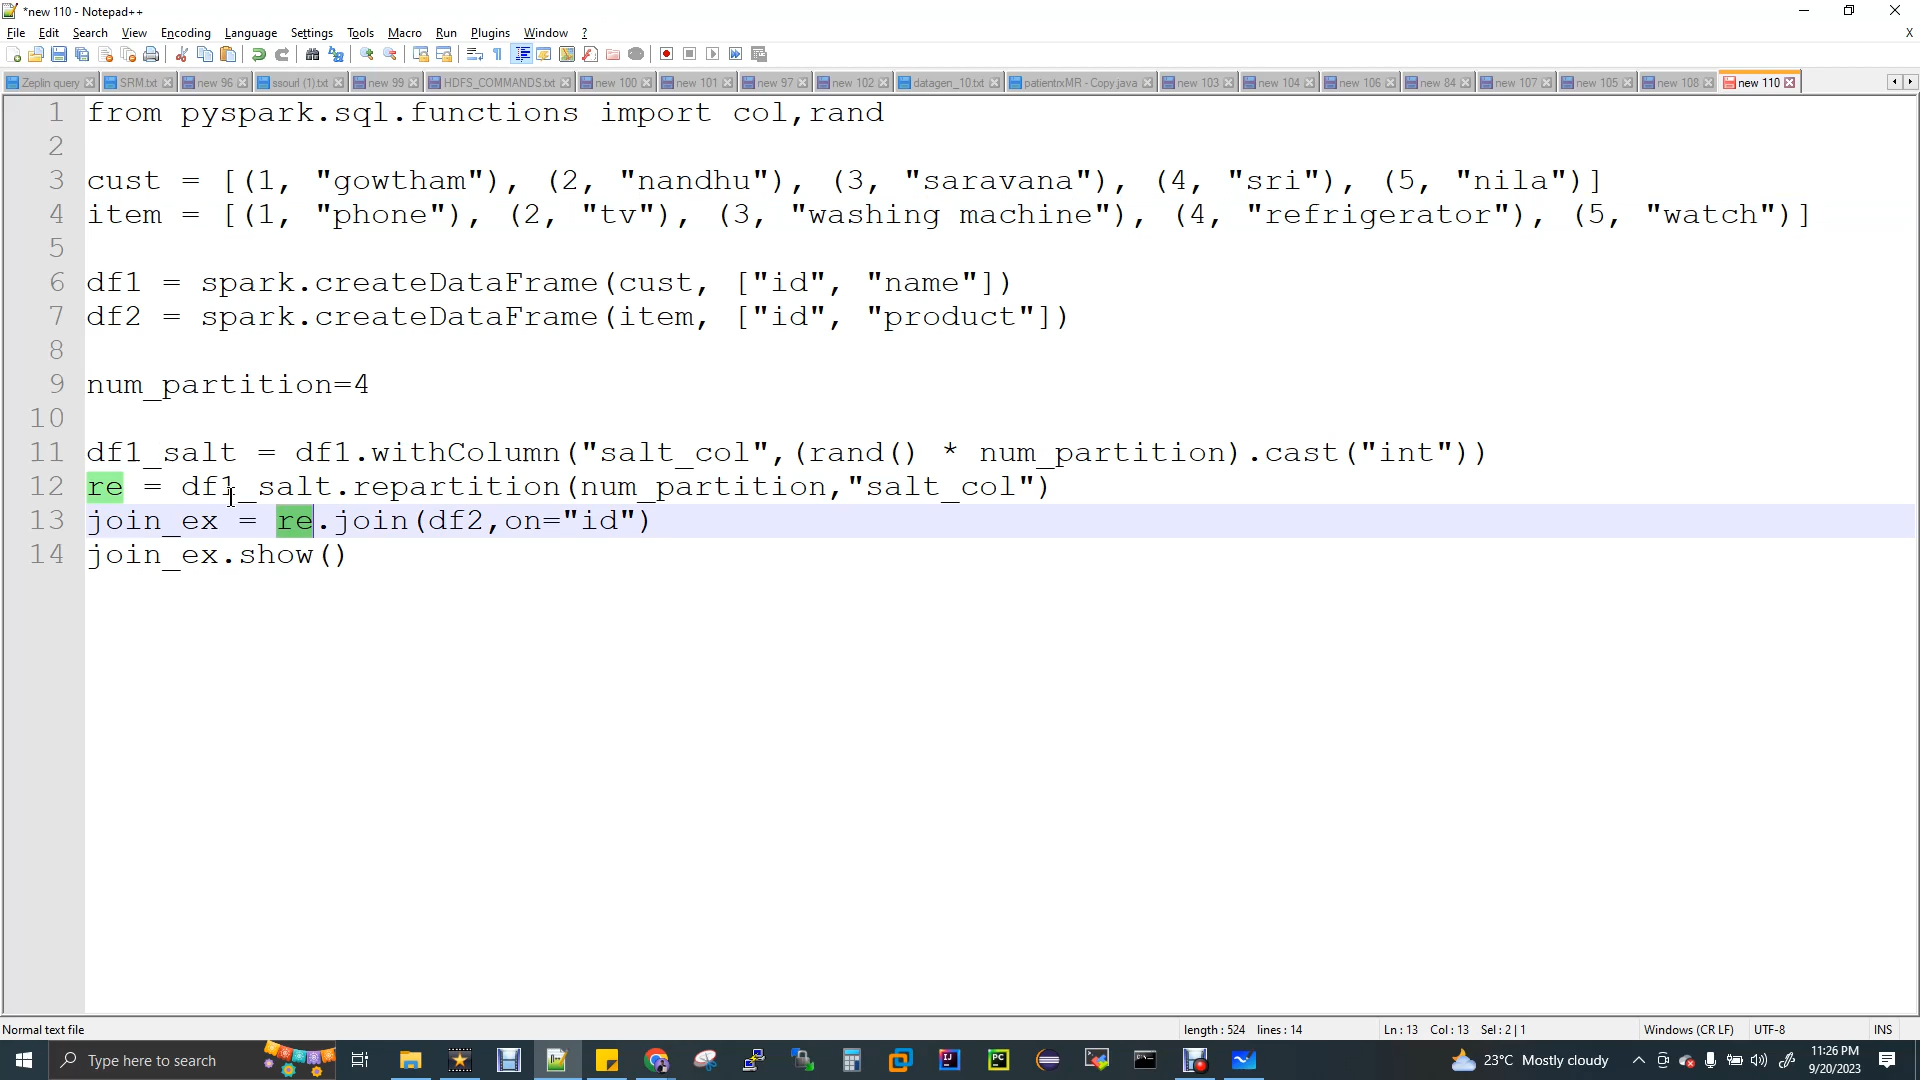 *new 110 - Notepad++
File Edit Search View Encoding Language Settings Tools Macro Run Plugins Window ? X
Zeplin query SRM.txt new 96 ssourl (1).txt new 99 HDFS_COMMANDS.txt new 100 new 101 new 97 new 102 datagen_10.txt patientrxMR - Copy.java new 103 new 104 new 106 new 84 new 107 new 105 new 108 new 110
1 from pyspark.sql.functions import col,rand
2
3 cust = [(1, "gowtham"), (2, "nandhu"), (3, "saravana"), (4, "sri"), (5, "nila")]
4 item = [(1, "phone"), (2, "tv"), (3, "washing machine"), (4, "refrigerator"), (5, "watch")]
5
6 df1 = spark.createDataFrame(cust, ["id", "name"])
7 df2 = spark.createDataFrame(item, ["id", "product"])
8
9 num_partition=4
10
11 df1_salt = df1.withColumn("salt_col",(rand() * num_partition).cast("int"))
12 re = df1_salt.repartition(num_partition,"salt_col")
13 join_ex = re.join(df2,on="id")
14 join_ex.show()
Normal text file length : 524 lines : 14 Ln : 13 Col : 13 Sel : 2 | 1 Windows (CR LF) UTF-8 INS
Type here to search 23°C Mostly cloudy 11:26 PM
9/20/2023